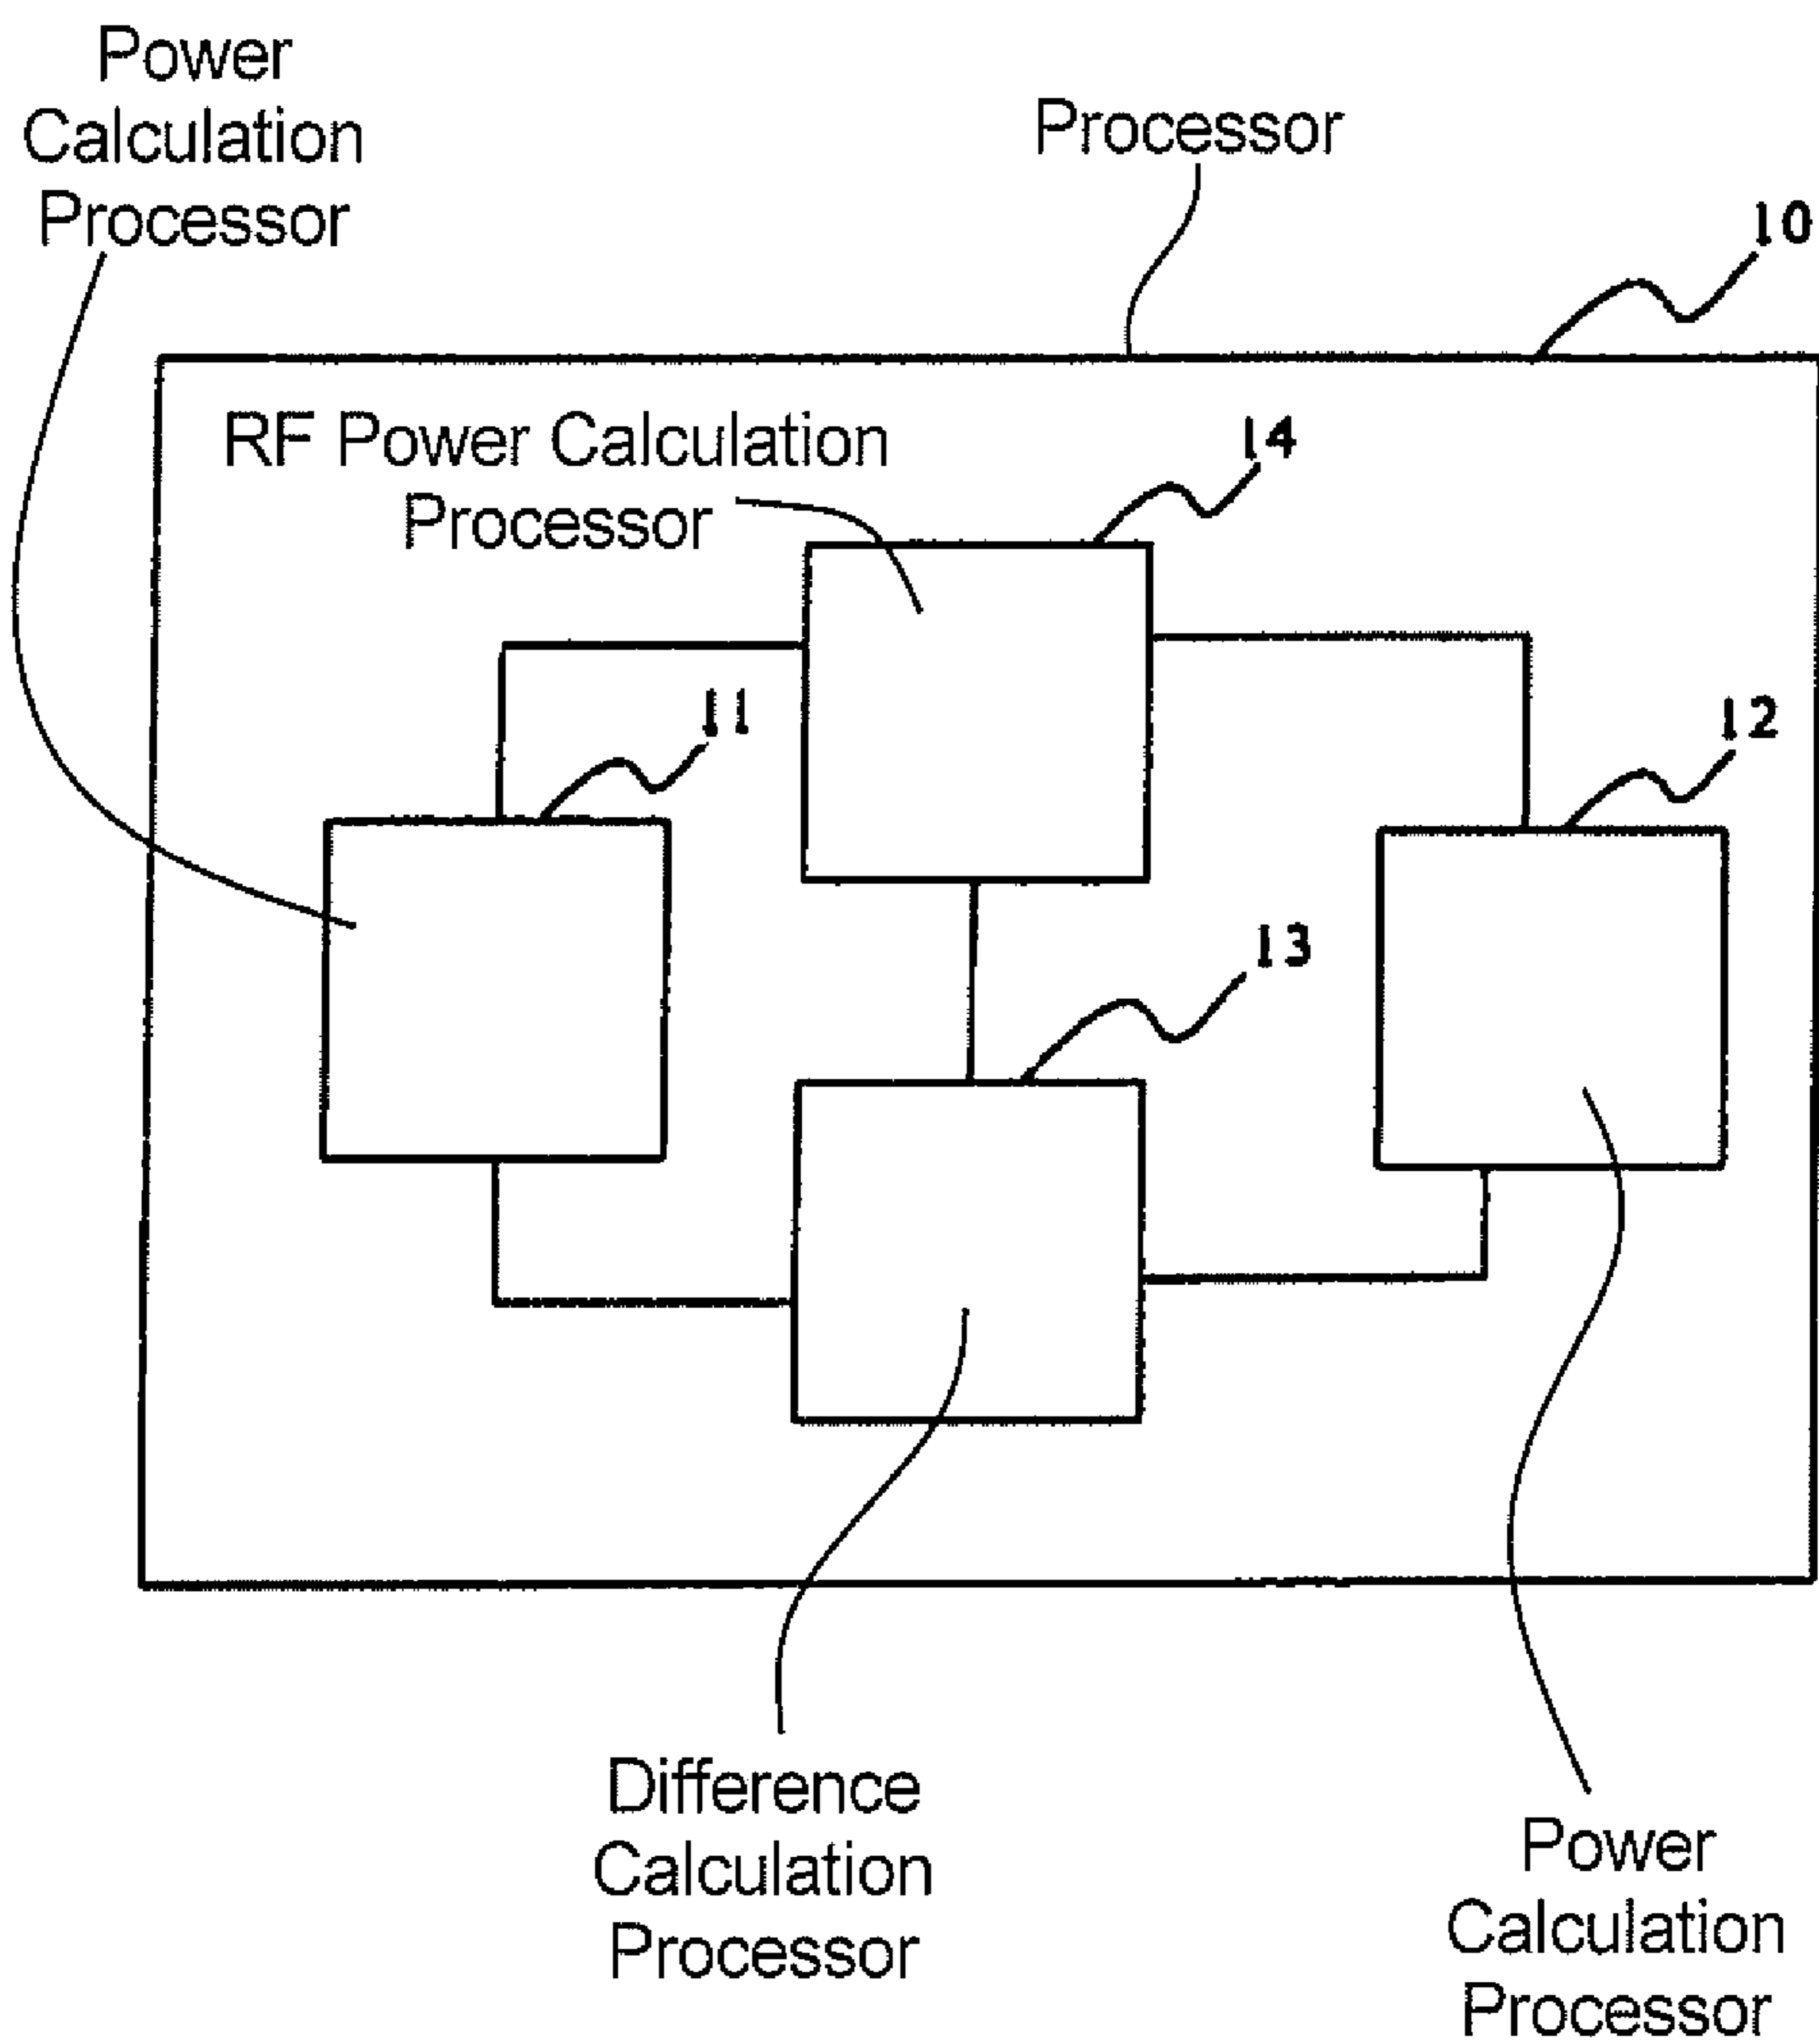 Power
Calculation
Processor
Processor
10
RF Power Calculation
Processor
14
11
12
13
Difference
Calculation
Processor
Power
Calculation
Processor